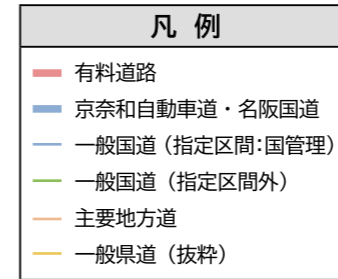 凡 例
有料道路
京奈和自動車道・名阪国道
一般国道（指定区間：国管理）
一般国道（指定区間外）
主要地方道
一般県道（抜粋）